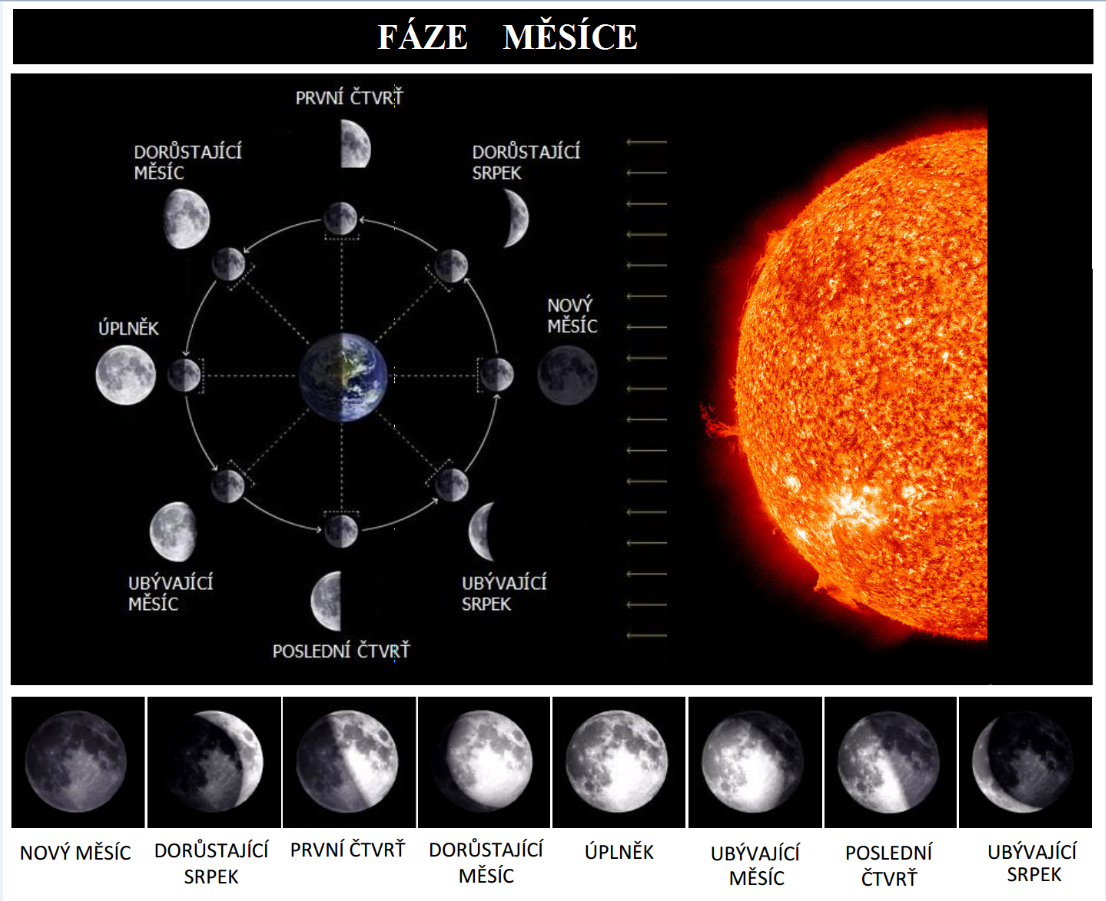 FÁZE MĚSÍCE
PRVNÍ ČTVRŤ
DORŮSTAJÍCÍ
MĚSÍC
DORŮSTAJÍCÍ
SRPEK
NOVÝ
MĚSÍC
ÚPLNĚK
UBÝVAJÍCÍ
MĚSÍC
UBÝVAJÍCÍ
SRPEK
POSLEDNÍ ČTVRŤ
NOVÝ MĚSÍC
DORŮSTAJÍCÍ
SRPEK
PRVNÍ ČTVRŤ
DORŮSTAJÍCÍ
MĚSÍC
ÚPLNĚK
UBÝVAJÍCÍ
MĚSÍC
POSLEDNÍ
ČTVRŤ
UBÝVAJÍCÍ
SRPEK